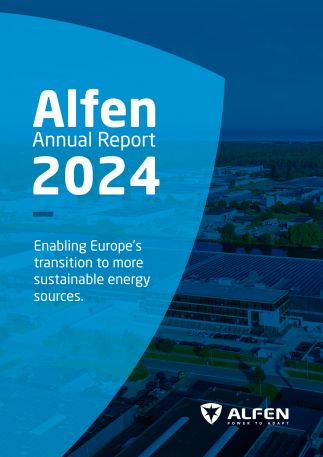 Alfen
Annual Report
2024
Enabling Europe's
transition to more
sustainable energy
sources.
ALFEN
POWER TO ADAPT